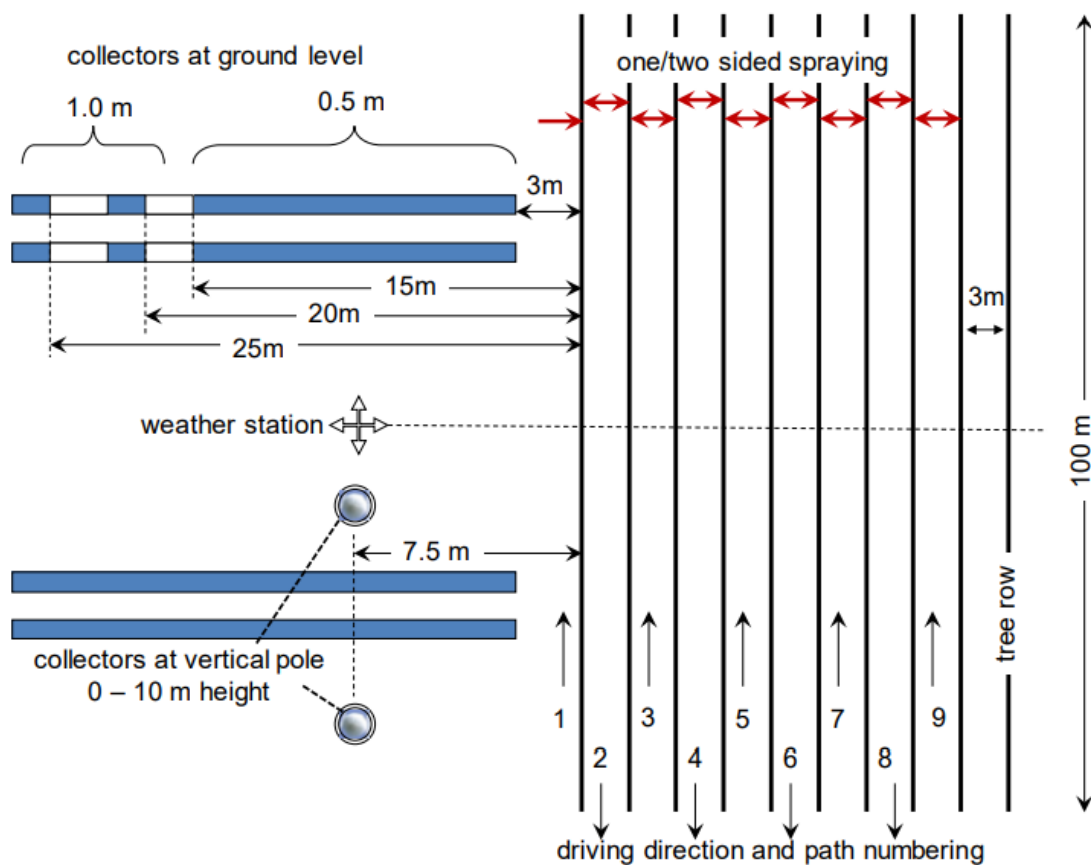 collectors at ground level
one/two sided spraying
1.0 m
0.5 m
3m
15m
20m
25m
3m
weather station
100 m
7.5 m
tree row
collectors at vertical pole
0 – 10 m height
1
3
5
7
9
2
4
6
8
driving direction and path numbering